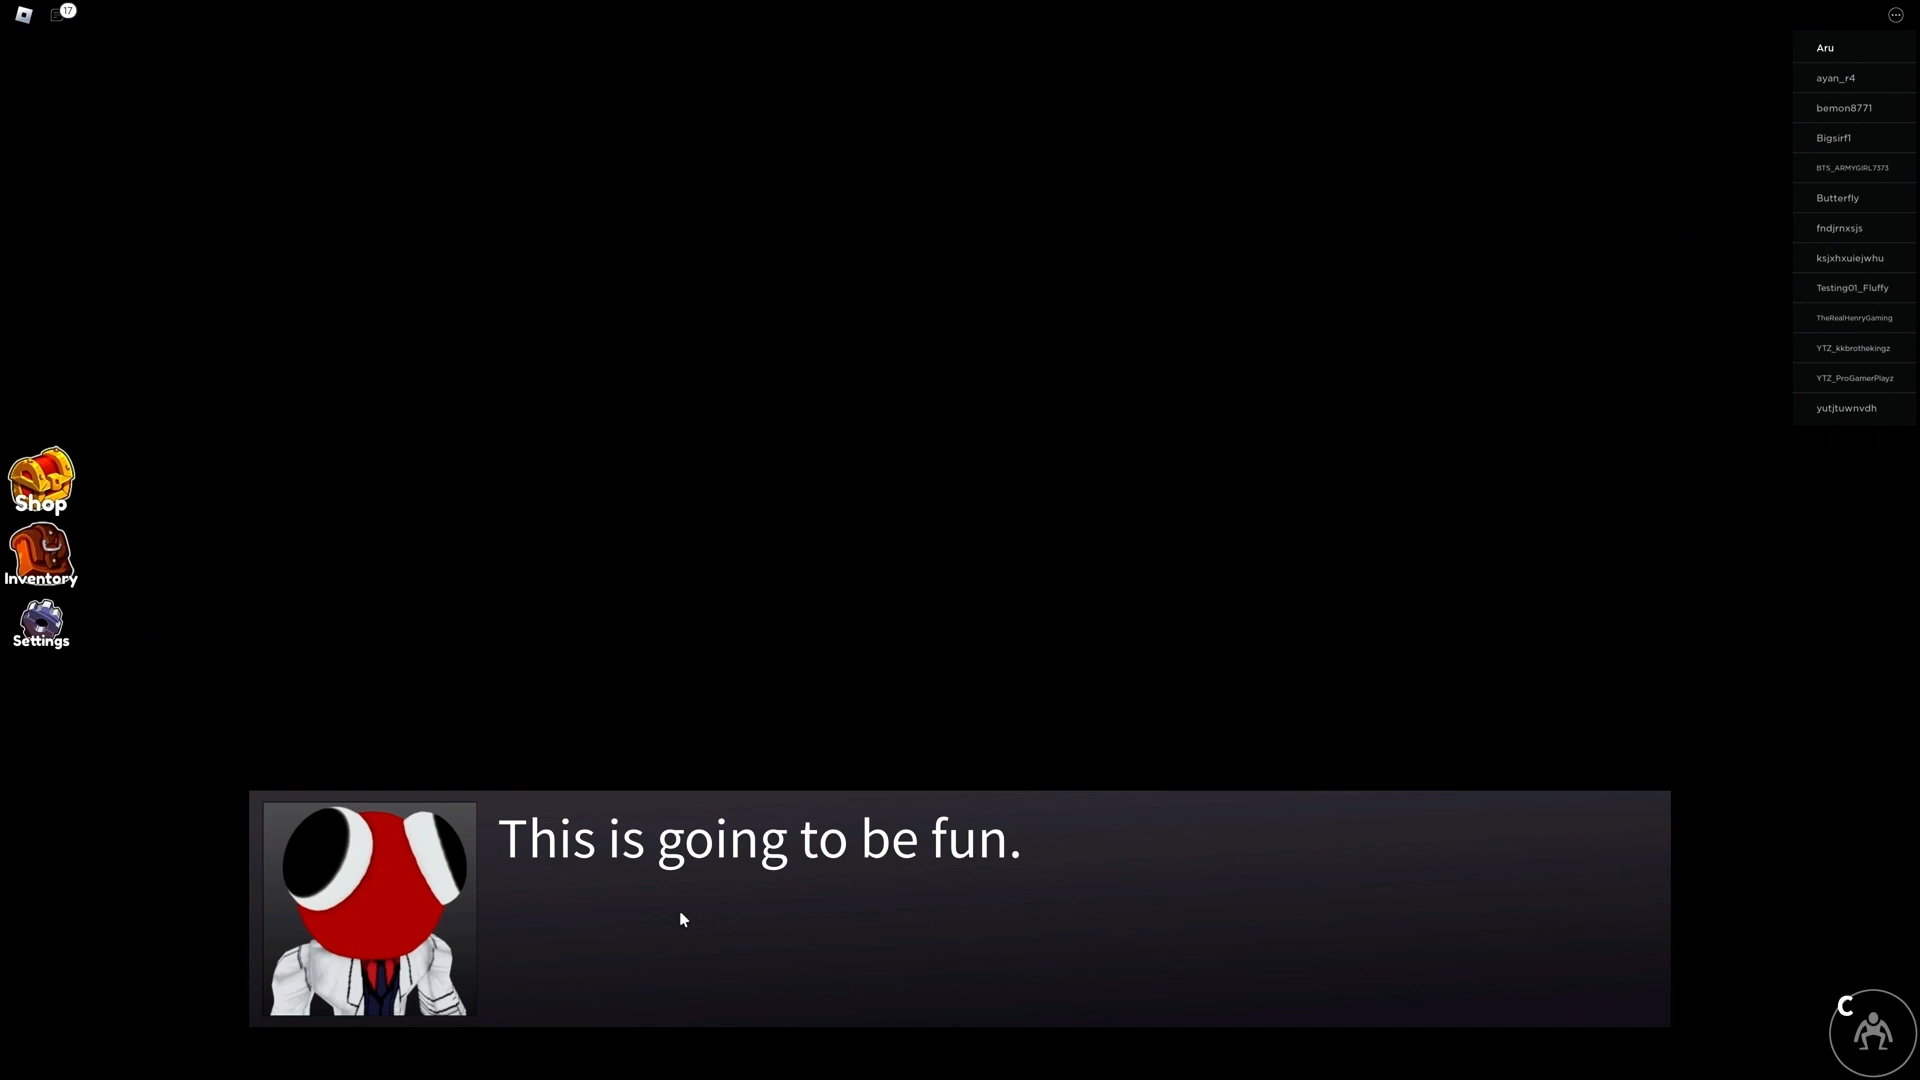 17
Aru
ayan_r4
bemon8771
Bigsirf1
BTS_ARMYGIRL7373
Butterfly
fndjrnxsjs
ksjxhxuiejwhu
Testing01_Fluffy
TheRealHenryGaming
YTZ_kkbrothekingz
YTZ_ProGamerPlayz
yutjtuwnvdh
Shop
Inventory
Settings
This is going to be fun.
C